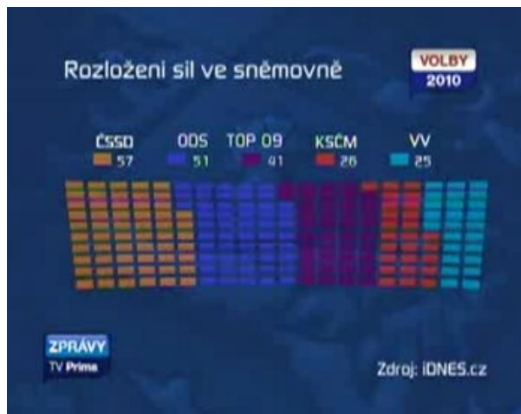 Rozložení sil ve sněmovně
VOLBY
2010
ČSSD ODS TOP 09 KSČM VV
57 51 41 26 25
ZPRÁVY
TV Prima
Zdroj: iDNES.cz